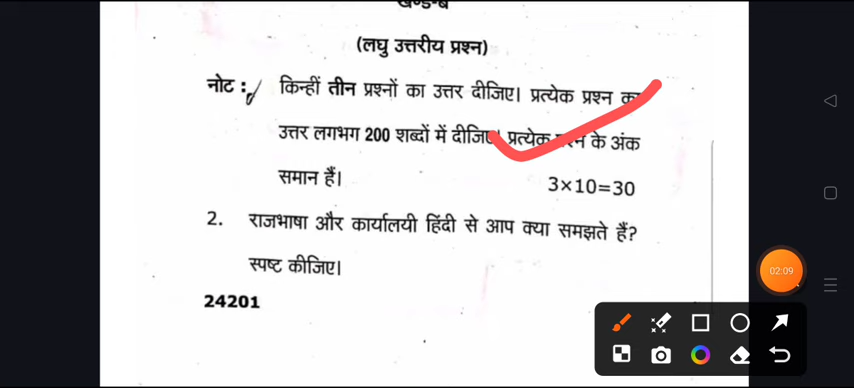 खण्ड-ब
(लघु उत्तरीय प्रश्न)
नोट : किन्हीं तीन प्रश्नों का उत्तर दीजिए। प्रत्येक प्रश्न का
उत्तर लगभग 200 शब्दों में दीजिए। प्रत्येक प्रश्न के अंक
समान हैं। 3×10=30
2. राजभाषा और कार्यालयी हिंदी से आप क्या समझते हैं?
स्पष्ट कीजिए।
24201
02:09